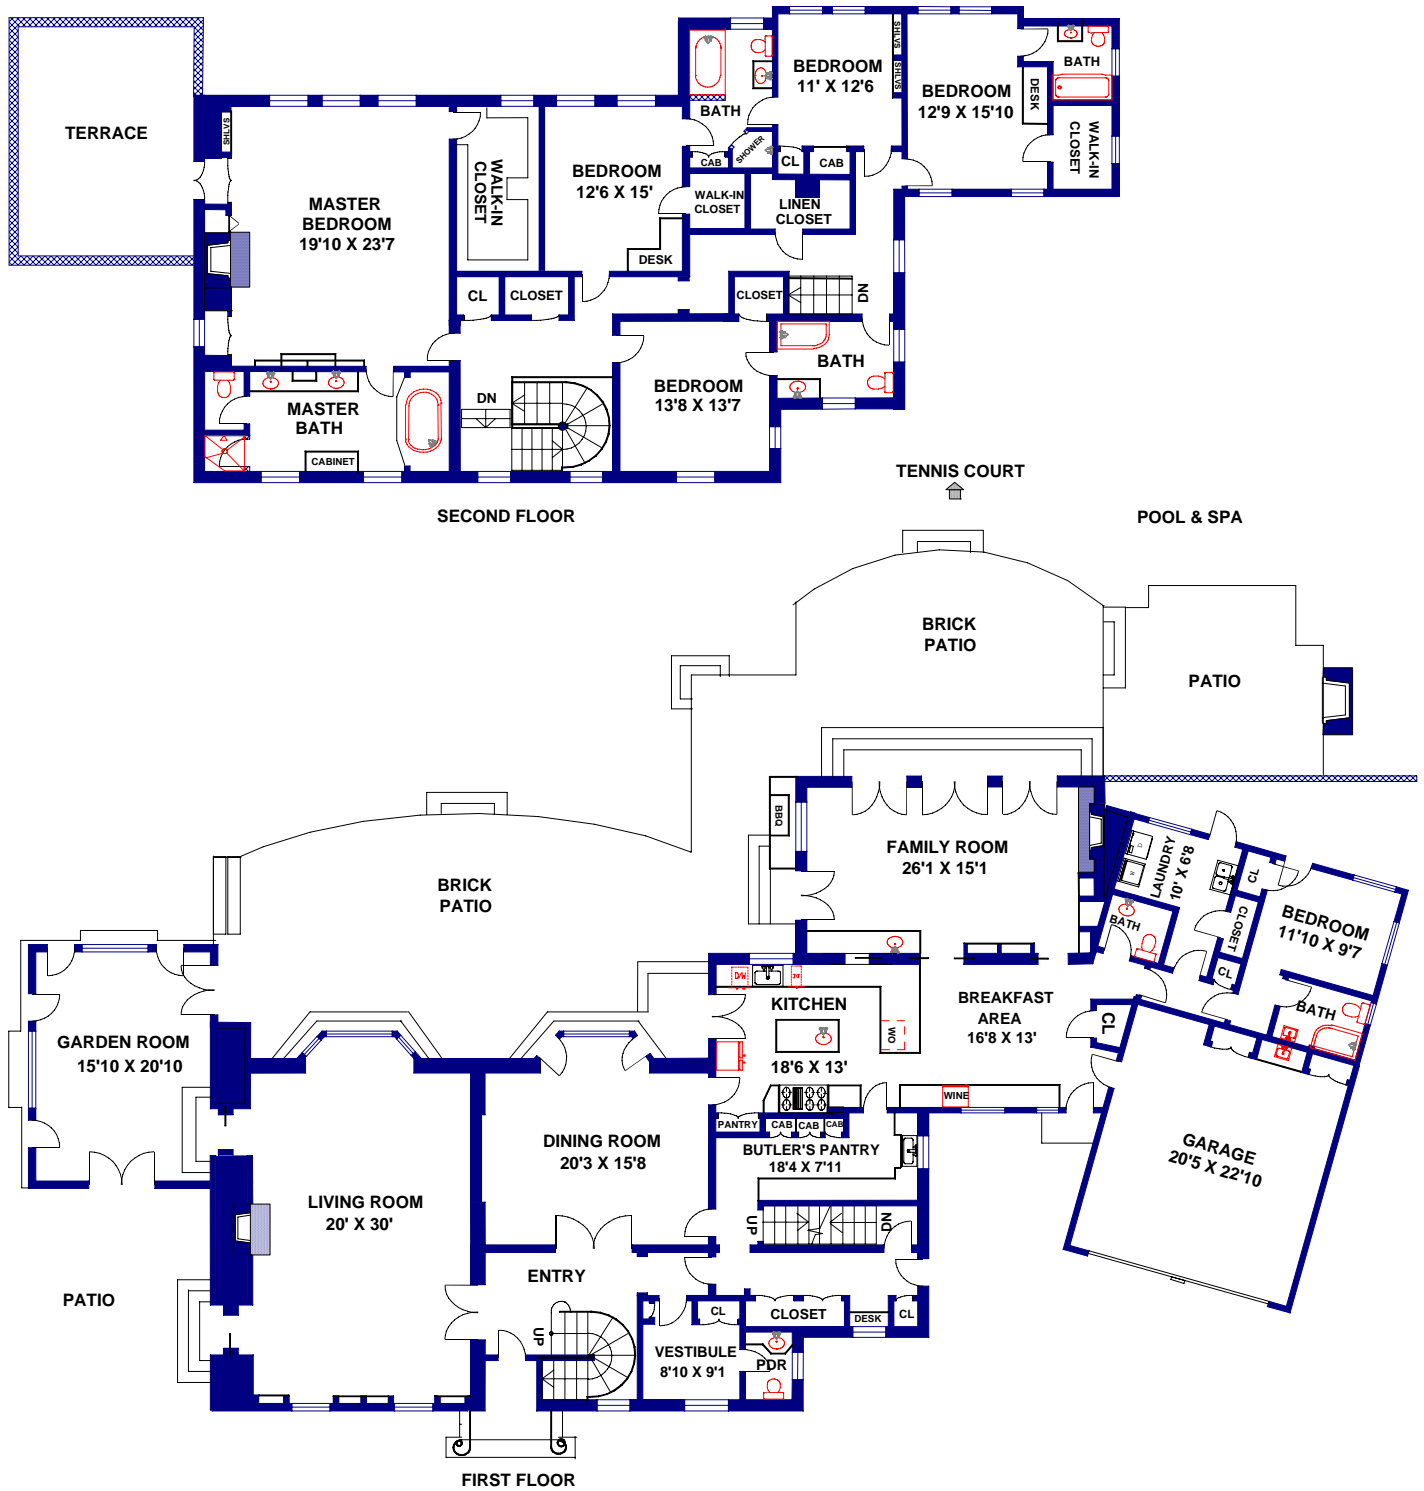 TERRACE
SHLVS
MASTER
BEDROOM
19'10 X 23'7
WALK-IN
CLOSET
BEDROOM
12'6 X 15'
DESK
BATH
CAB
SHOWER
WALK-IN
CLOSET
BEDROOM
11' X 12'6
SHLVS
SHLVS
CL
CAB
LINEN
CLOSET
BEDROOM
12'9 X 15'10
DESK
BATH
WALK-IN
CLOSET
CL
CLOSET
CLOSET
DN
BATH
BEDROOM
13'8 X 13'7
DN
MASTER
BATH
CABINET
SECOND FLOOR
TENNIS COURT
POOL & SPA
BRICK
PATIO
PATIO
BRICK
PATIO
BBQ
FAMILY ROOM
26'1 X 15'1
LAUNDRY
10' X 6'8
D
W
CL
CLOSET
BEDROOM
11'10 X 9'7
BATH
CL
BATH
GARDEN ROOM
15'10 X 20'10
D/W
KITCHEN
18'6 X 13'
WO
BREAKFAST
AREA
16'8 X 13'
CL
WINE
PANTRY
CAB
CAB
CAB
BUTLER'S PANTRY
18'4 X 7'11
DINING ROOM
20'3 X 15'8
GARAGE
20'5 X 22'10
LIVING ROOM
20' X 30'
UP
DN
ENTRY
PATIO
UP
CL
CLOSET
DESK
CL
VESTIBULE
8'10 X 9'1
PDR
FIRST FLOOR